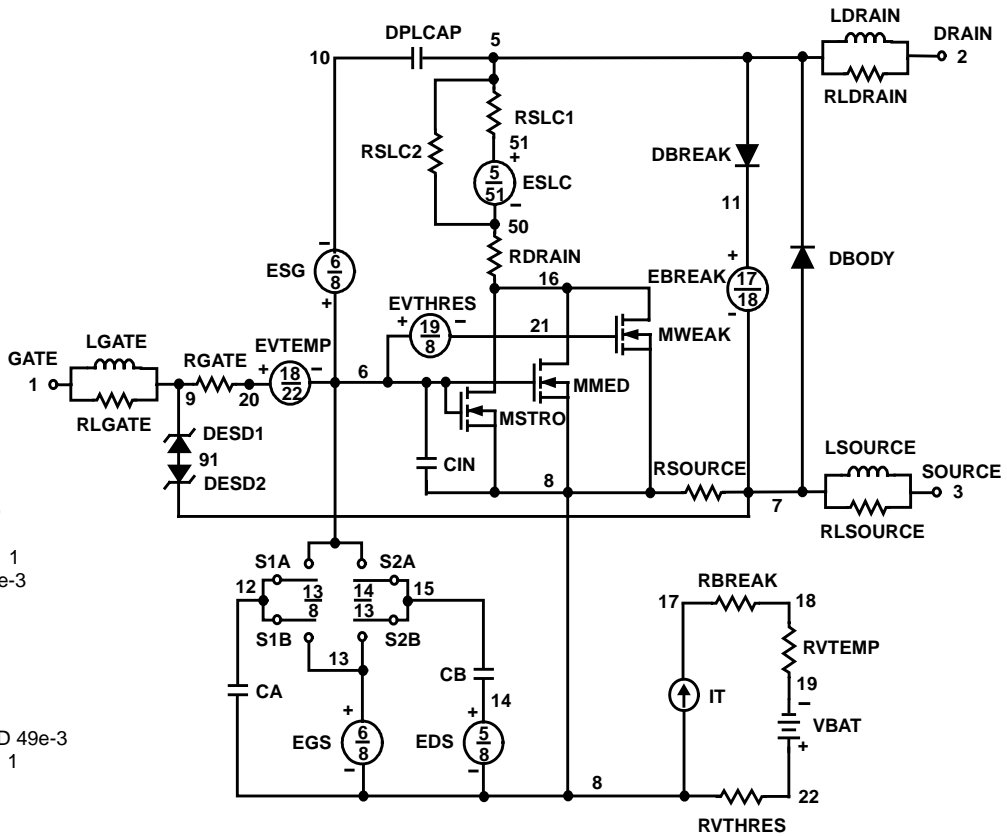 LDRAIN
DPLCAP 5 DRAIN
10 2
RLDRAIN
RSLC1
51
RSLC2 +
5
51
ESLC
DBREAK
11
−
50
RDRAIN
−
ESG 6
8
+
16
EVTHRES
+ 19
8 −
21
MWEAK
+
EBREAK 17
18
−
DBODY
LGATE
GATE
1
RLGATE
9
RGATE
20
EVTEMP
+ 18
22 −
6
MMED
MSTRO
DESD1
91
DESD2
CIN
8
RSOURCE
7
LSOURCE
SOURCE
3
RLSOURCE
1
e-3
S1A S2A
12 13
8
14
13
15
S1B S2B
13
CA
CB
14
+
EGS 6
8
−
+
EDS 5
8
−
8
D 49e-3
1
RBREAK
17 18
RVTEMP
19
IT
−
VBAT
+
22
RVTHRES